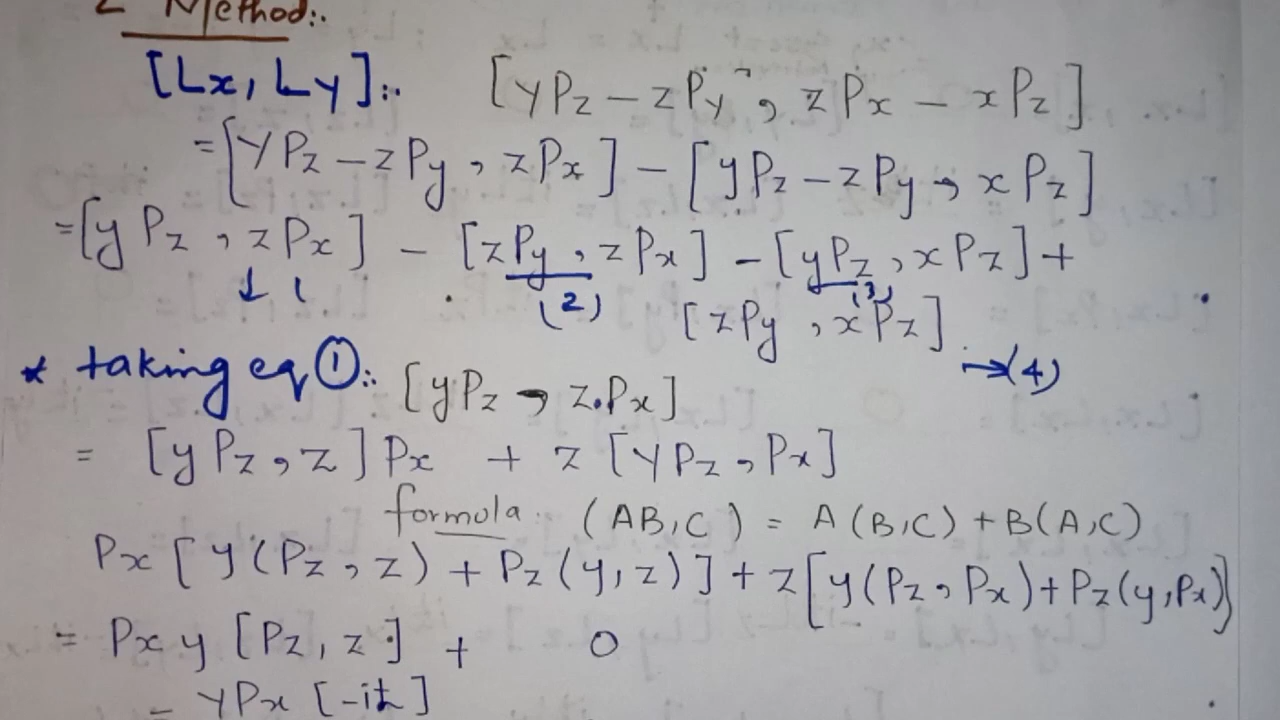 2 Method:.
[Lx, Ly]:. [yPz – zPy, zPx – xPz]
=[yPz – zPy, zPx] – [yPz – zPy, xPz]
=[yPz, zPx] – [zPy, zPx] – [yPz, xPz] +
↓ 1 (2) (3)
[zPy, xPz]
→(4)
* taking eq ①:. [yPz, z.Px]
= [yPz, z]Px + z[yPz, Px]
formula. (AB,C) = A(B,C) + B(A,C)
Px[y(Pz, z) + Pz(y,z)] + z[y(Pz, Px) + Pz(y,Px)]
= Px y [Pz, z] + 0
= yPx [-iħ]